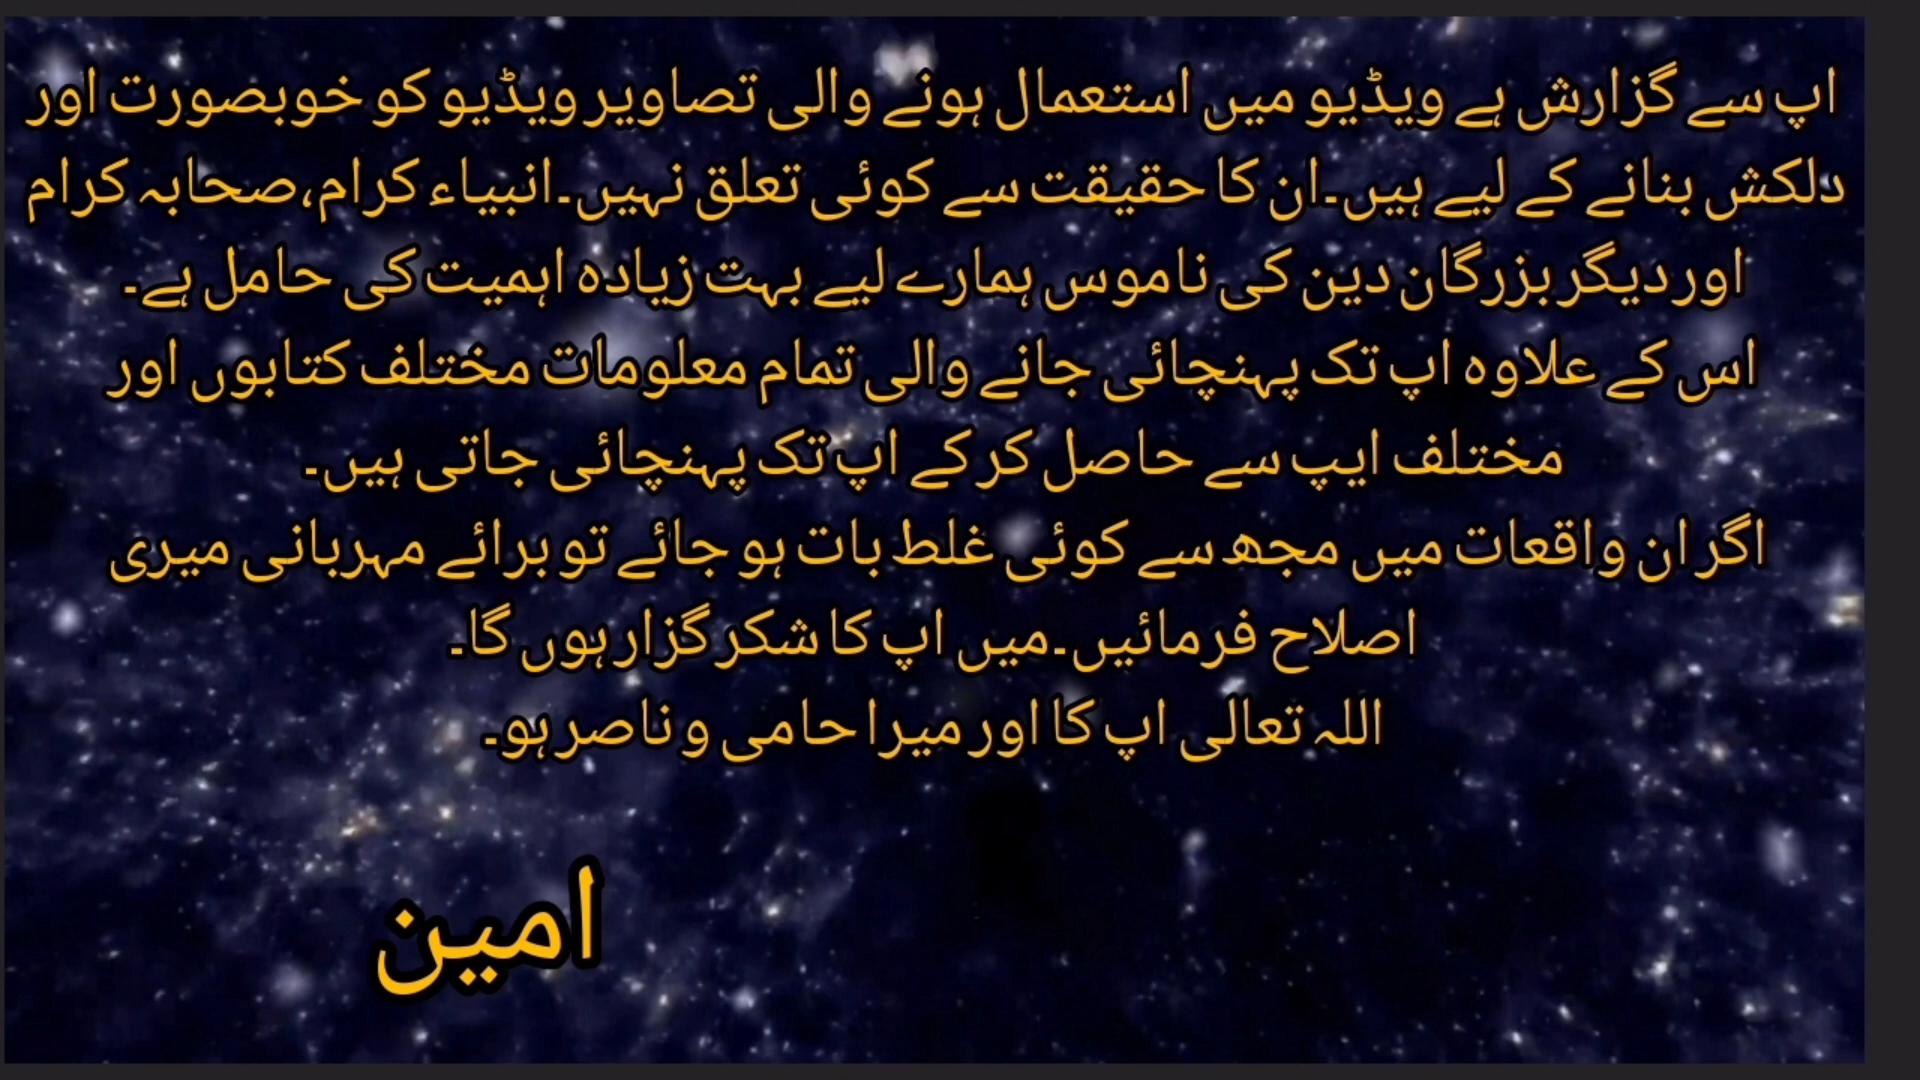 اپ سے گزارش ہے ویڈیو میں استعمال ہونے والی تصاویر ویڈیو کو خوبصورت اور
دلکش بنانے کے لیے ہیں۔ان کا حقیقت سے کوئی تعلق نہیں۔انبیاء کرام،صحابہ کرام
اور دیگر بزرگان دین کی ناموس ہمارے لیے بہت زیادہ اہمیت کی حامل ہے۔
اس کے علاوہ اپ تک پہنچائی جانے والی تمام معلومات مختلف کتابوں اور
مختلف ایپ سے حاصل کر کے اپ تک پہنچائی جاتی ہیں۔
اگر ان واقعات میں مجھ سے کوئی غلط بات ہو جائے تو برائے مہربانی میری
اصلاح فرمائیں۔میں اپ کا شکر گزار ہوں گا۔
اللہ تعالی اپ کا اور میرا حامی و ناصر ہو۔
امین